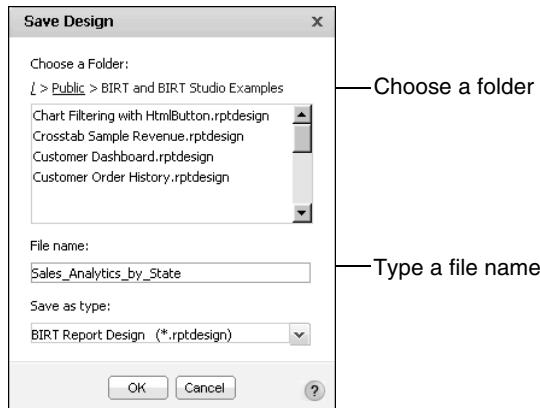 Save Design x
Choose a Folder:
/ > Public > BIRT and BIRT Studio Examples
Choose a folder
Chart Filtering with HtmlButton.rptdesign
Crosstab Sample Revenue.rptdesign
Customer Dashboard.rptdesign
Customer Order History.rptdesign
File name:
Type a file name
Sales_Analytics_by_State
Save as type:
BIRT Report Design (*.rptdesign)
OK Cancel ?